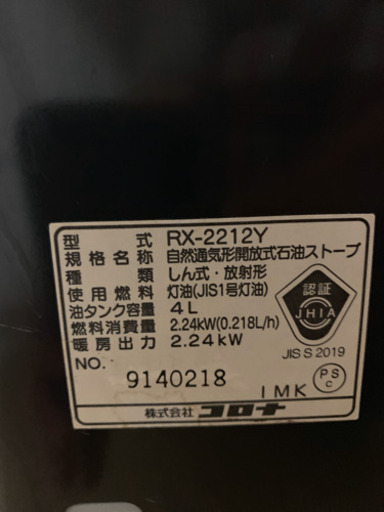 型式 RX-2212Y
規格名称 自然通気形開放式石油ストーブ
種類 しん式・放射形
使用燃料 灯油(JIS1号灯油)
油タンク容量 4L
燃料消費量 2.24kW(0.218L/h)
暖房出力 2.24kW
認証
JHIA
JIS S 2019
NO. 9140218
1MK
PS
C
株式会社コロナ